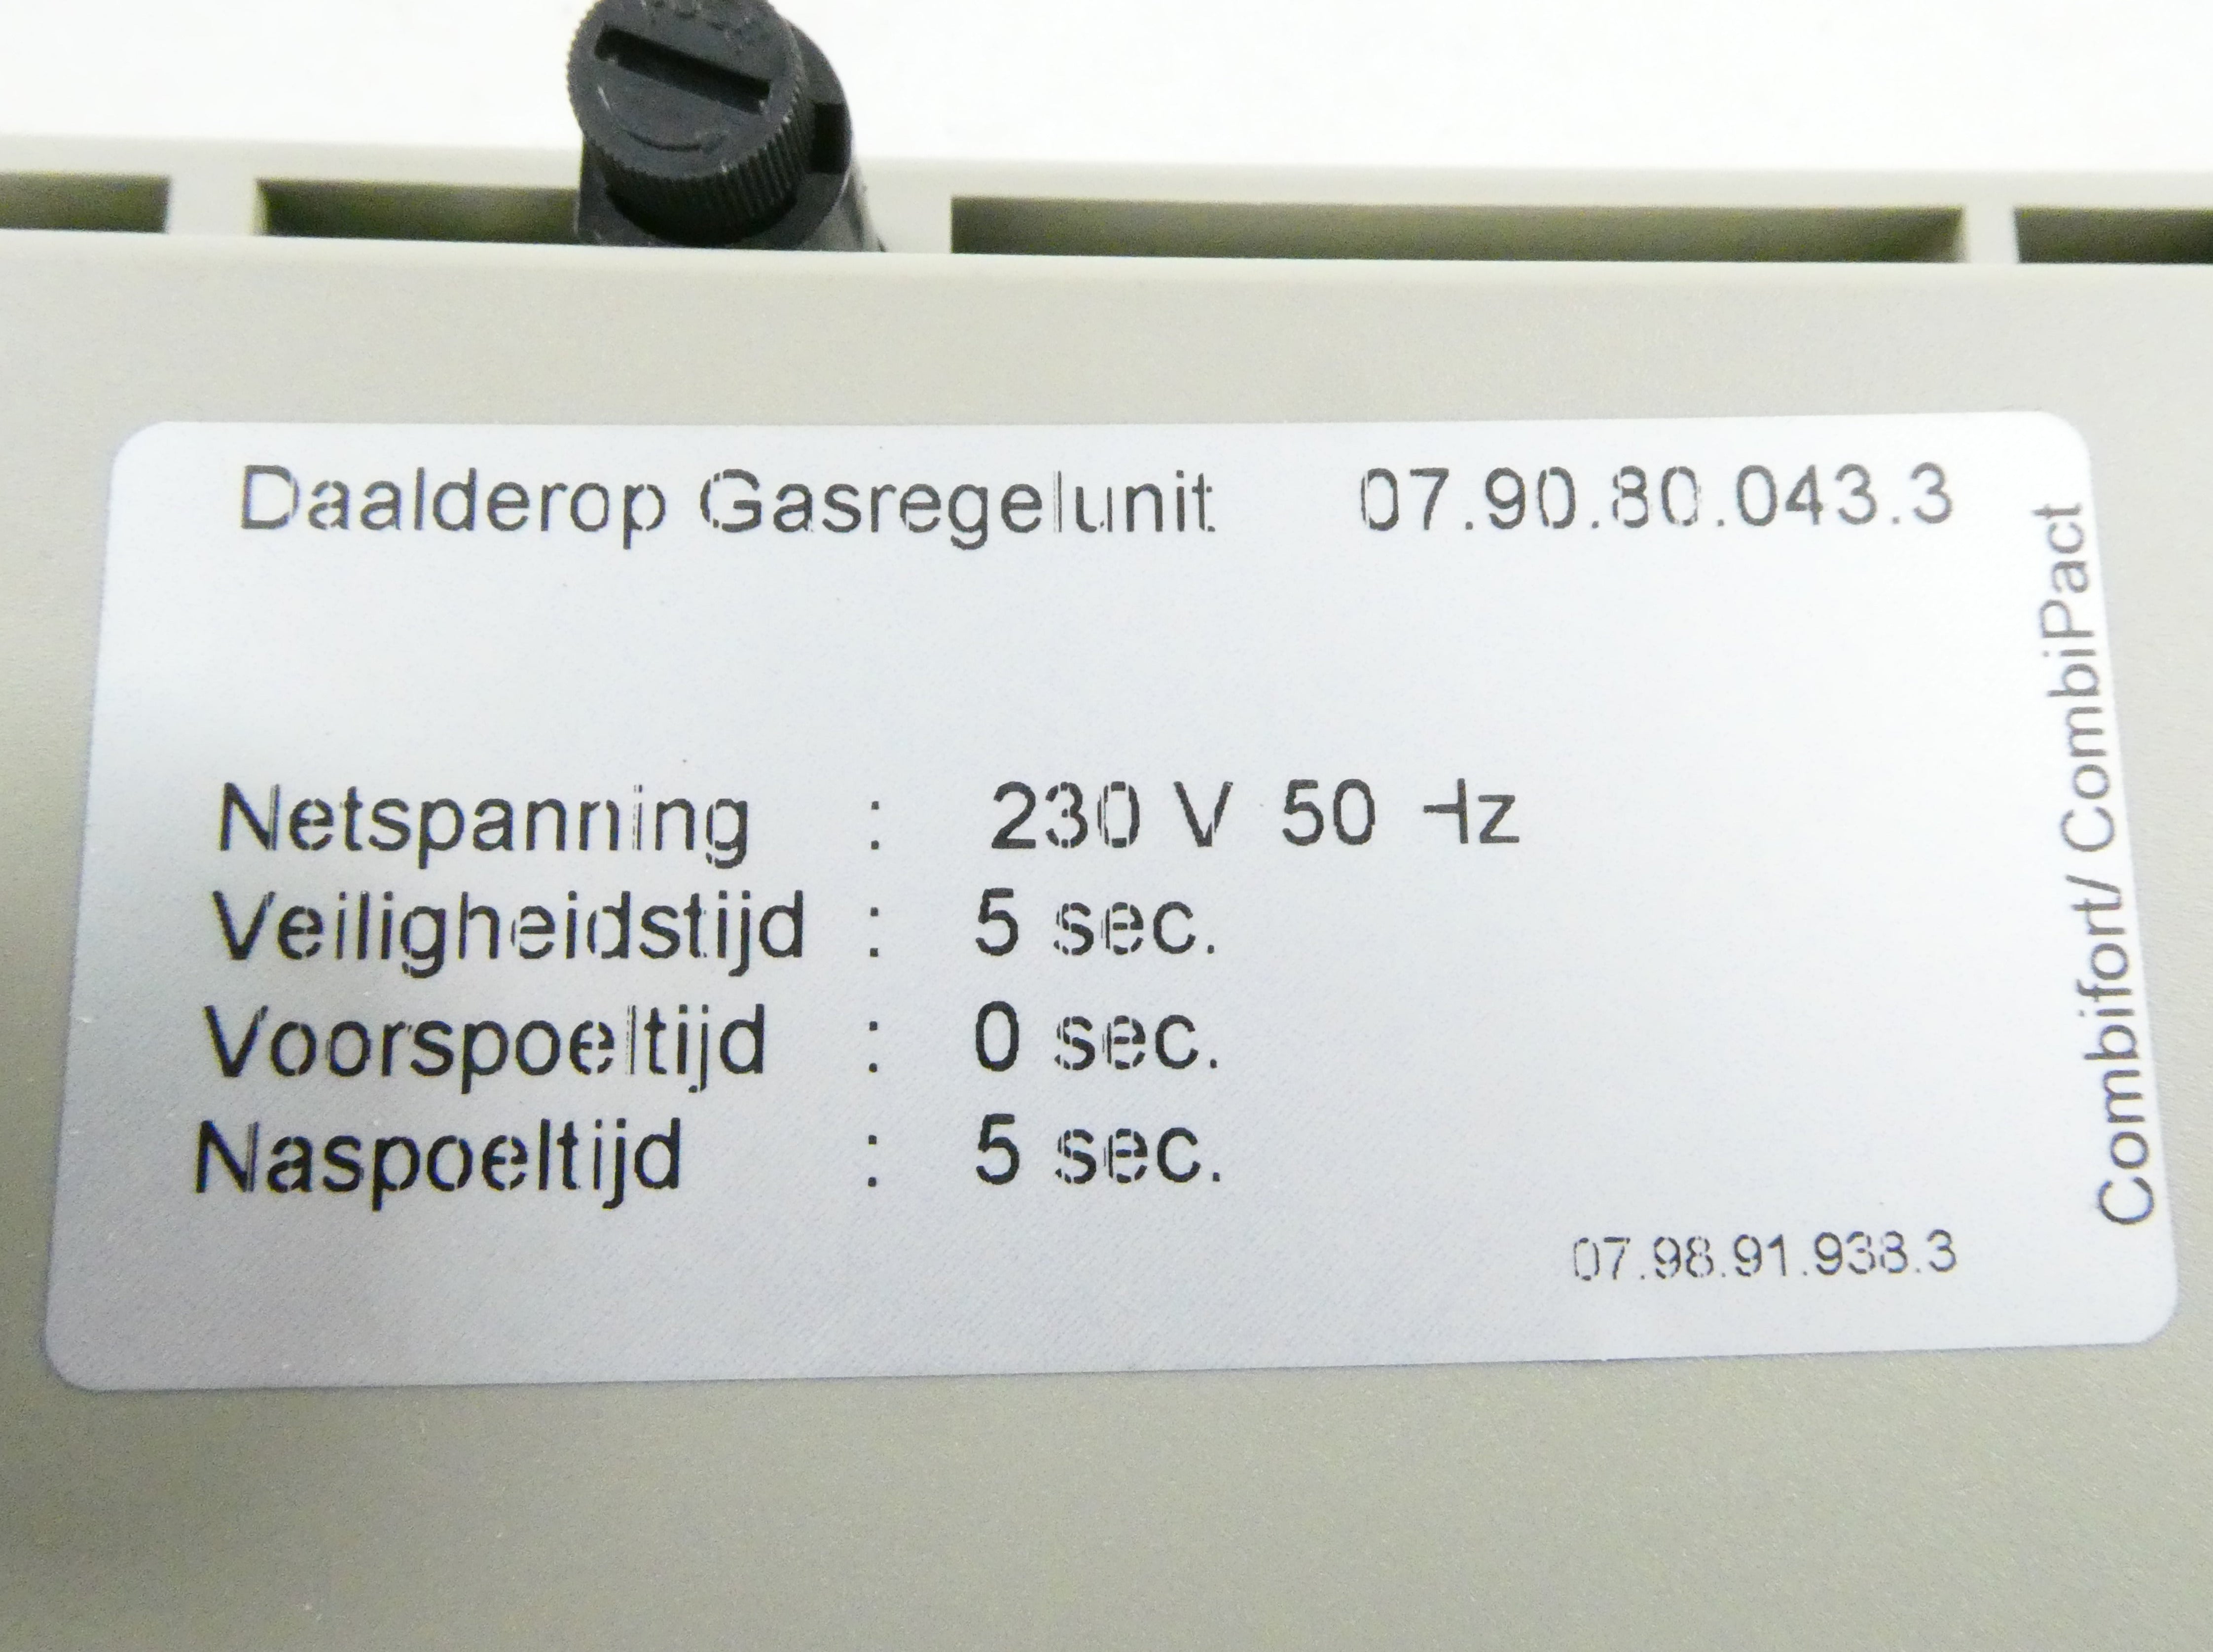 Daalderop Gasregelunit 07.90.80.043.3
Netspanning : 230 V 50 Hz
Veiligheidstijd : 5 sec.
Voorspoeltijd : 0 sec.
Naspoeltijd : 5 sec.
07.98.91.938.3
Combifort/ CombiPact